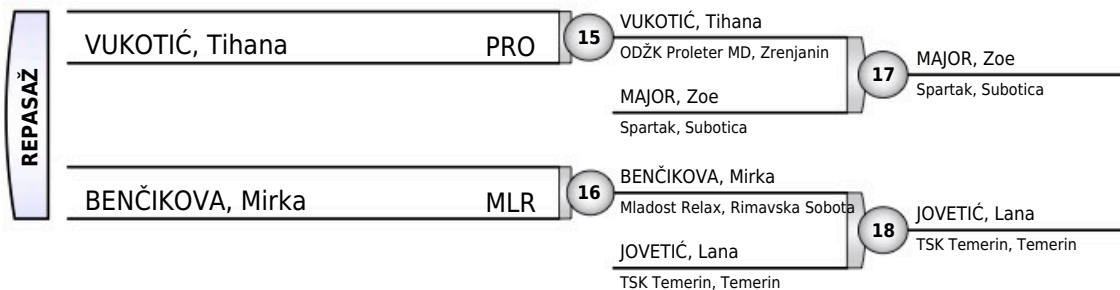 REPASAŽ
VUKOTIĆ, Tihana PRO
15
VUKOTIĆ, Tihana
ODŽK Proleter MD, Zrenjanin
MAJOR, Zoe
Spartak, Subotica
17
MAJOR, Zoe
Spartak, Subotica
BENČIKOVA, Mirka MLR
16
BENČIKOVA, Mirka
Mladost Relax, Rimavska Sobota
JOVETIĆ, Lana
TSK Temerin, Temerin
18
JOVETIĆ, Lana
TSK Temerin, Temerin